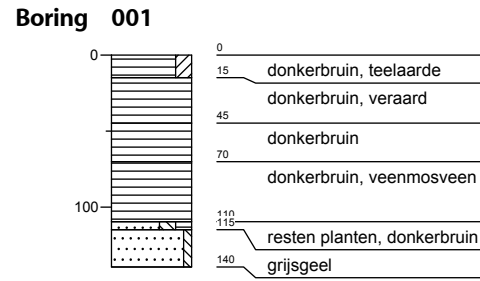 Boring 001
0
0
15
donkerbruin, teelaarde
donkerbruin, veraard
45
donkerbruin
70
donkerbruin, veenmosveen
100
110
115
resten planten, donkerbruin
140
grijsgeel